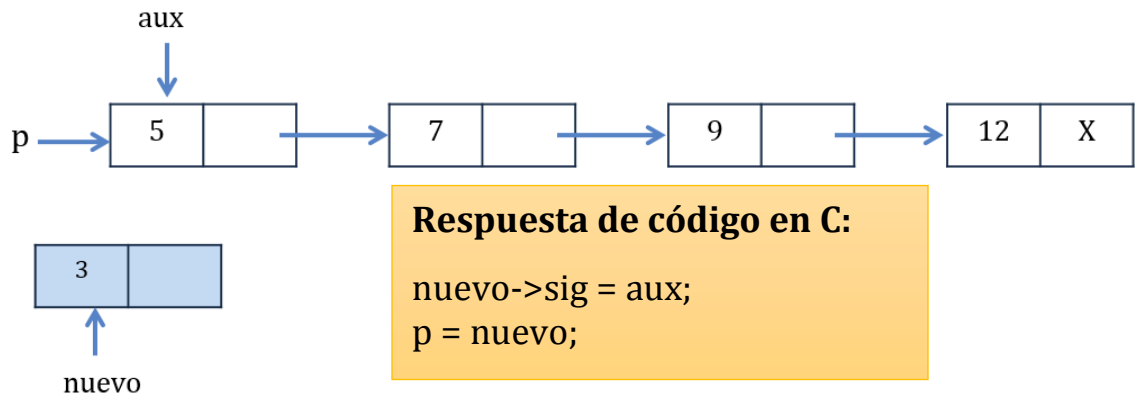 aux
p
5
7
9
12
X
3
nuevo
Respuesta de código en C:
nuevo->sig = aux;
p = nuevo;